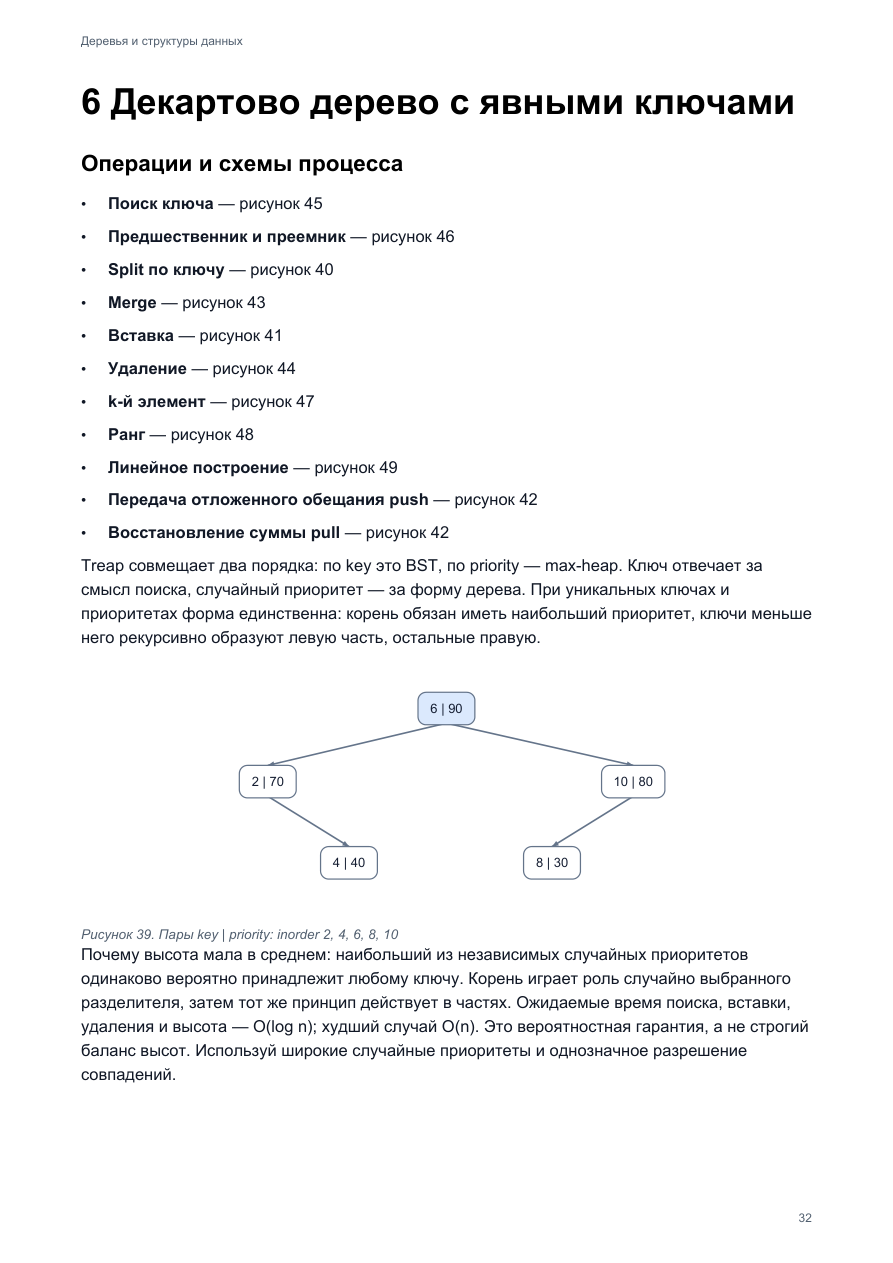 Деревья и структуры данных
6 Декартово дерево с явными ключами
Операции и схемы процесса
• Поиск ключа — рисунок 45
• Предшественник и преемник — рисунок 46
• Split по ключу — рисунок 40
• Merge — рисунок 43
• Вставка — рисунок 41
• Удаление — рисунок 44
• k-й элемент — рисунок 47
• Ранг — рисунок 48
• Линейное построение — рисунок 49
• Передача отложенного обещания push — рисунок 42
• Восстановление суммы pull — рисунок 42
Treap совмещает два порядка: по key это BST, по priority — max-heap. Ключ отвечает за
смысл поиска, случайный приоритет — за форму дерева. При уникальных ключах и
приоритетах форма единственна: корень обязан иметь наибольший приоритет, ключи меньше
него рекурсивно образуют левую часть, остальные правую.
6 | 90
2 | 70
10 | 80
4 | 40
8 | 30
Рисунок 39. Пары key | priority: inorder 2, 4, 6, 8, 10
Почему высота мала в среднем: наибольший из независимых случайных приоритетов
одинаково вероятно принадлежит любому ключу. Корень играет роль случайно выбранного
разделителя, затем тот же принцип действует в частях. Ожидаемые время поиска, вставки,
удаления и высота — O(log n); худший случай O(n). Это вероятностная гарантия, а не строгий
баланс высот. Используй широкие случайные приоритеты и однозначное разрешение
совпадений.
32